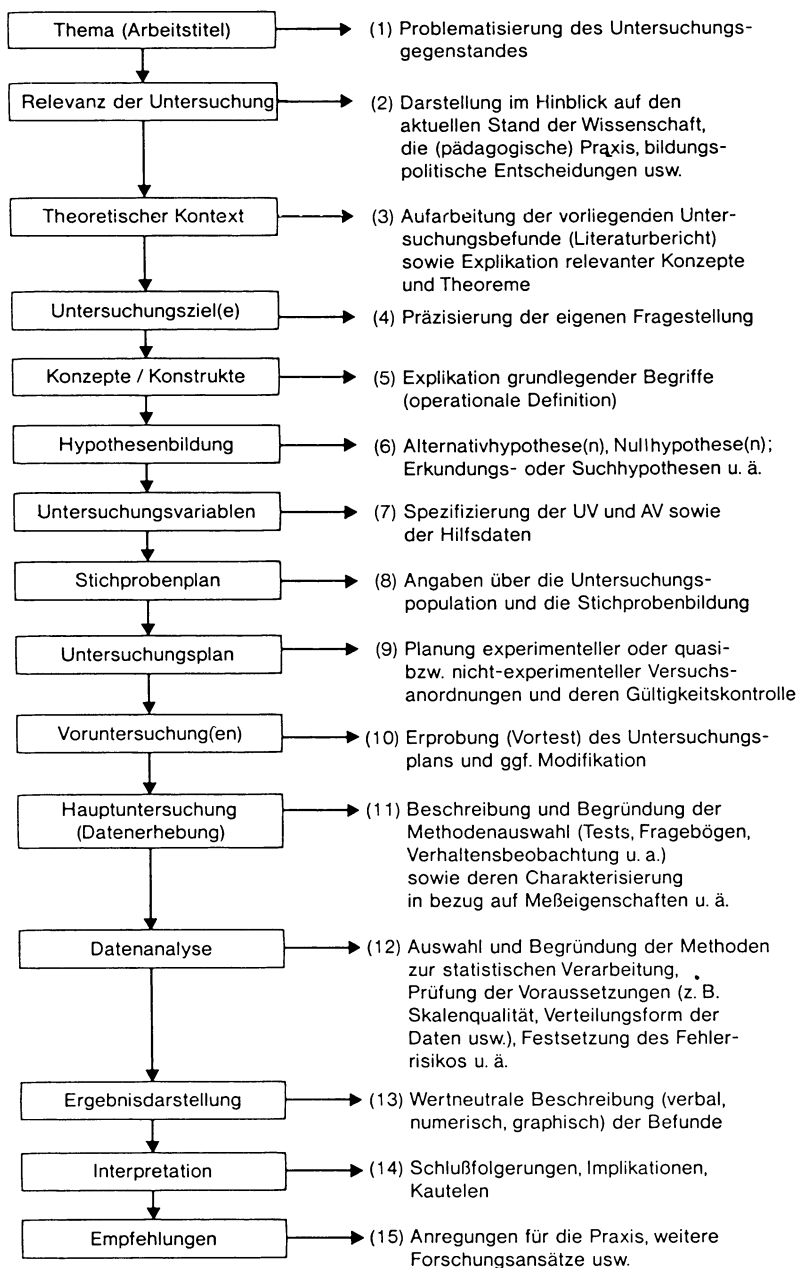 Thema (Arbeitstitel)
(1) Problematisierung des Untersuchungs-
gegenstandes
Relevanz der Untersuchung
(2) Darstellung im Hinblick auf den
aktuellen Stand der Wissenschaft,
die (pädagogische) Praxis, bildungs-
politische Entscheidungen usw.
Theoretischer Kontext
(3) Aufarbeitung der vorliegenden Unter-
suchungsbefunde (Literaturbericht)
sowie Explikation relevanter Konzepte
und Theoreme
Untersuchungsziel(e)
(4) Präzisierung der eigenen Fragestellung
Konzepte / Konstrukte
(5) Explikation grundlegender Begriffe
(operationale Definition)
Hypothesenbildung
(6) Alternativhypothese(n), Nullhypothese(n);
Erkundungs- oder Suchhypothesen u. ä.
Untersuchungsvariablen
(7) Spezifizierung der UV und AV sowie
der Hilfsdaten
Stichprobenplan
(8) Angaben über die Untersuchungs-
population und die Stichprobenbildung
Untersuchungsplan
(9) Planung experimenteller oder quasi-
bzw. nicht-experimenteller Versuchs-
anordnungen und deren Gültigkeitskontrolle
Voruntersuchung(en)
(10) Erprobung (Vortest) des Untersuchungs-
plans und ggf. Modifikation
Hauptuntersuchung
(Datenerhebung)
(11) Beschreibung und Begründung der
Methodenauswahl (Tests, Fragebögen,
Verhaltensbeobachtung u. a.)
sowie deren Charakterisierung
in bezug auf Meßeigenschaften u. ä.
Datenanalyse
(12) Auswahl und Begründung der Methoden
zur statistischen Verarbeitung,
Prüfung der Voraussetzungen (z. B.
Skalenqualität, Verteilungsform der
Daten usw.), Festsetzung des Fehler-
risikos u. ä.
Ergebnisdarstellung
(13) Wertneutrale Beschreibung (verbal,
numerisch, graphisch) der Befunde
Interpretation
(14) Schlußfolgerungen, Implikationen,
Kautelen
Empfehlungen
(15) Anregungen für die Praxis, weitere
Forschungsansätze usw.